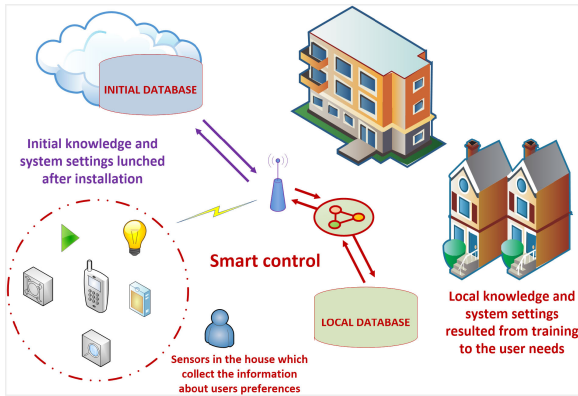 INITIAL DATABASE
Initial knowledge and
system settings lunched
after installation
Smart control
LOCAL DATABASE
Local knowledge and
system settings
resulted from training
to the user needs
Sensors in the house which
collect the information
about users preferences